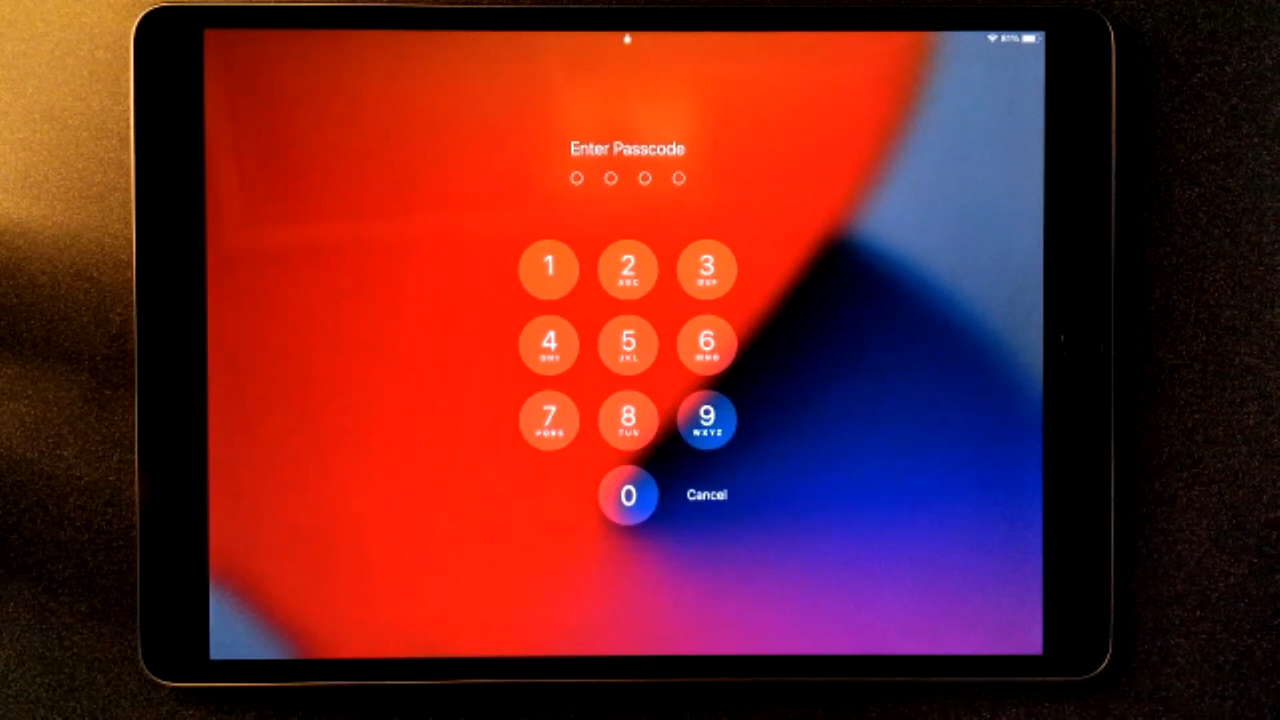 81%
Enter Passcode
1 2 3
ABC DEF
4 5 6
GHI JKL MNO
7 8 9
PQRS TUV WXYZ
0 Cancel